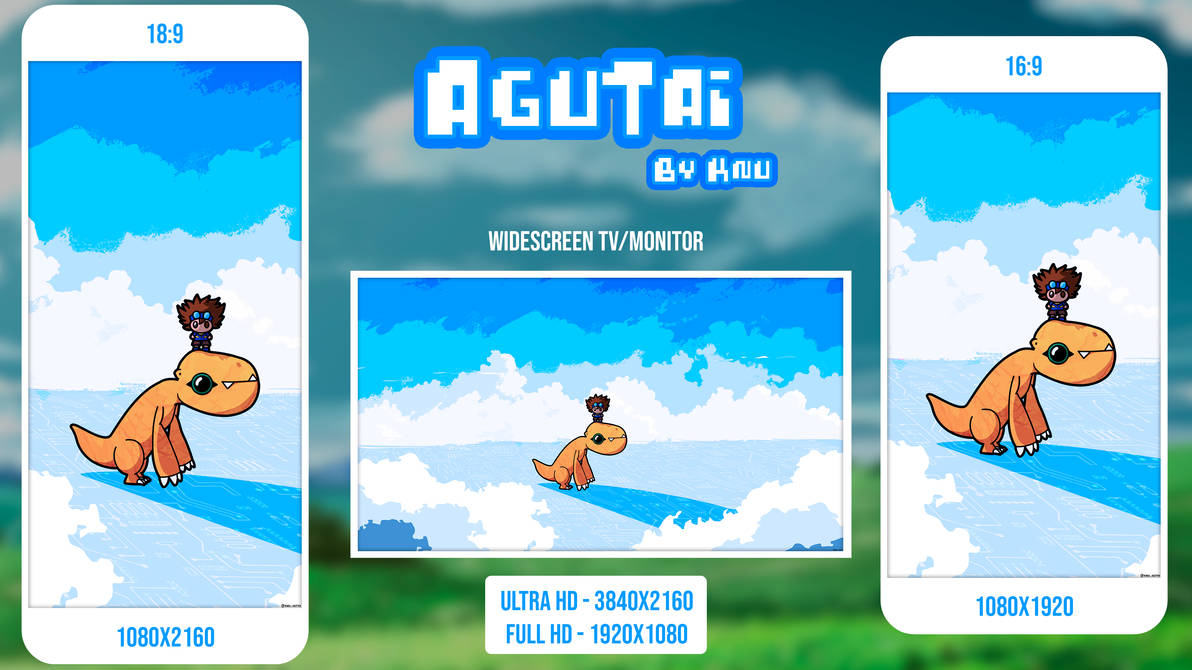 18:9
1080X2160
AGUTAi
By Knu
WIDESCREEN TV/MONITOR
ULTRA HD - 3840X2160
FULL HD - 1920X1080
16:9
1080X1920